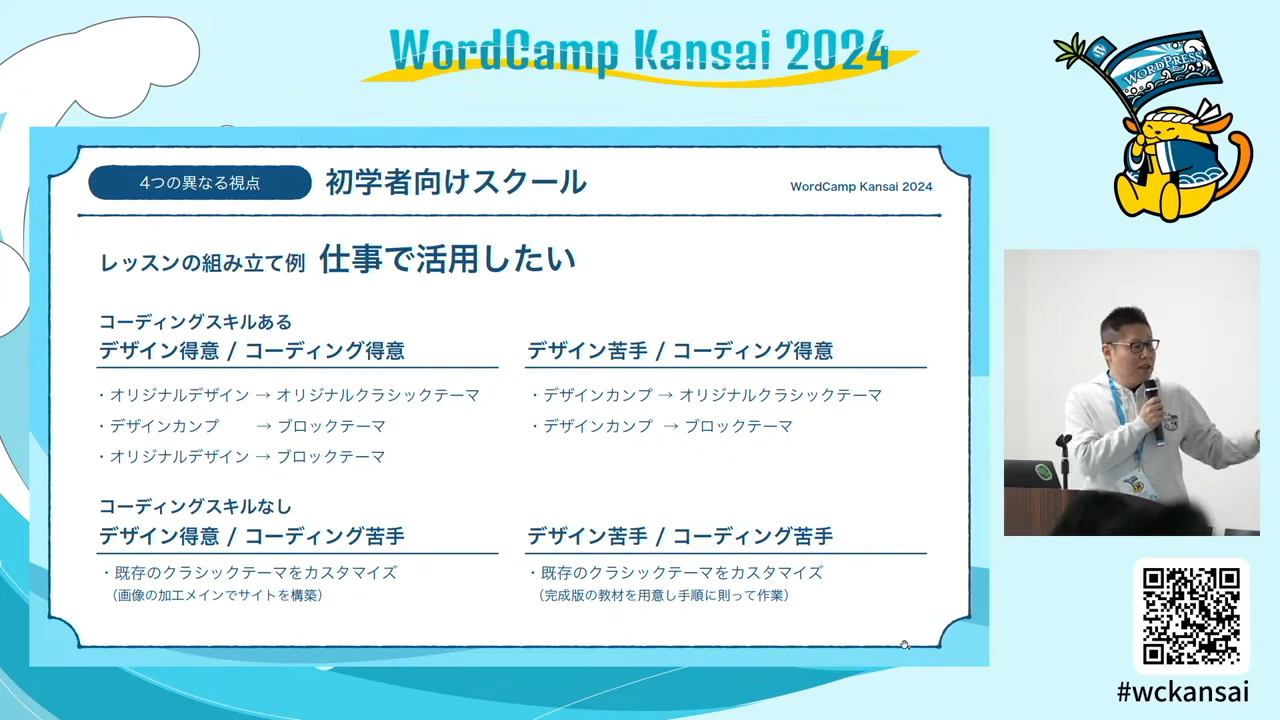 WordCamp Kansai 2024
WORDPRESS
4つの異なる視点
初学者向けスクール
WordCamp Kansai 2024
レッスンの組み立て例 仕事で活用したい
コーディングスキルある
デザイン得意 / コーディング得意
・オリジナルデザイン → オリジナルクラシックテーマ
・デザインカンプ → ブロックテーマ
・オリジナルデザイン → ブロックテーマ
デザイン苦手 / コーディング得意
・デザインカンプ → オリジナルクラシックテーマ
・デザインカンプ → ブロックテーマ
コーディングスキルなし
デザイン得意 / コーディング苦手
・既存のクラシックテーマをカスタマイズ
（画像の加工メインでサイトを構築）
デザイン苦手 / コーディング苦手
・既存のクラシックテーマをカスタマイズ
（完成版の教材を用意し手順に則って作業）
#wckansai